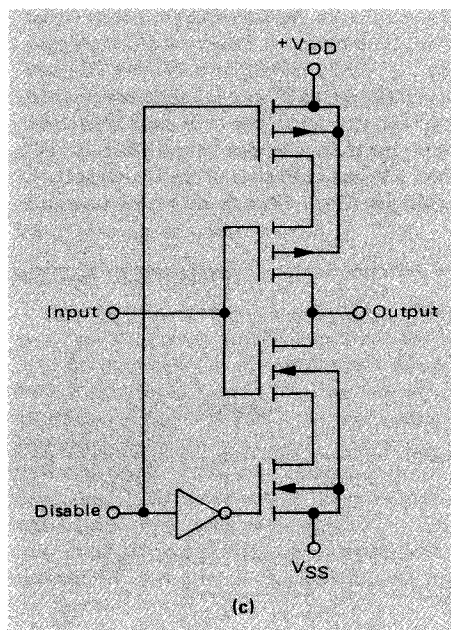 +VDD
Input
Output
Disable
VSS
(c)